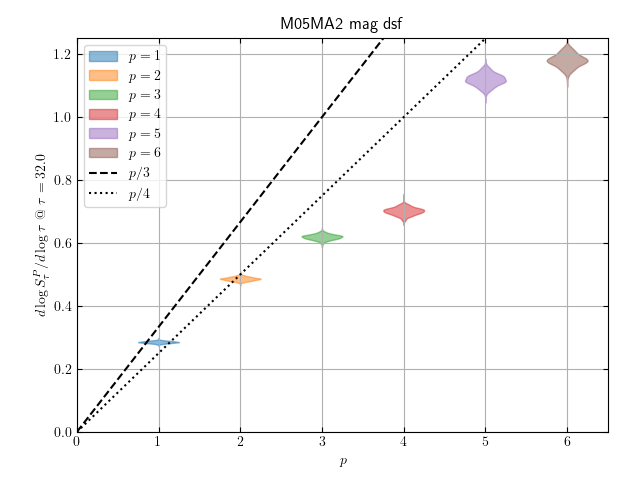 M05MA2 mag dsf
d log S_τ^P / d log τ @ τ = 32.0
1.2
1.0
0.8
0.6
0.4
0.2
0.0
p = 1
p = 2
p = 3
p = 4
p = 5
p = 6
p/3
p/4
0 1 2 3 4 5 6
p